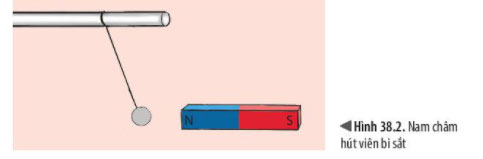 N S
◀Hình 38.2. Nam châm
hút viên bi sắt